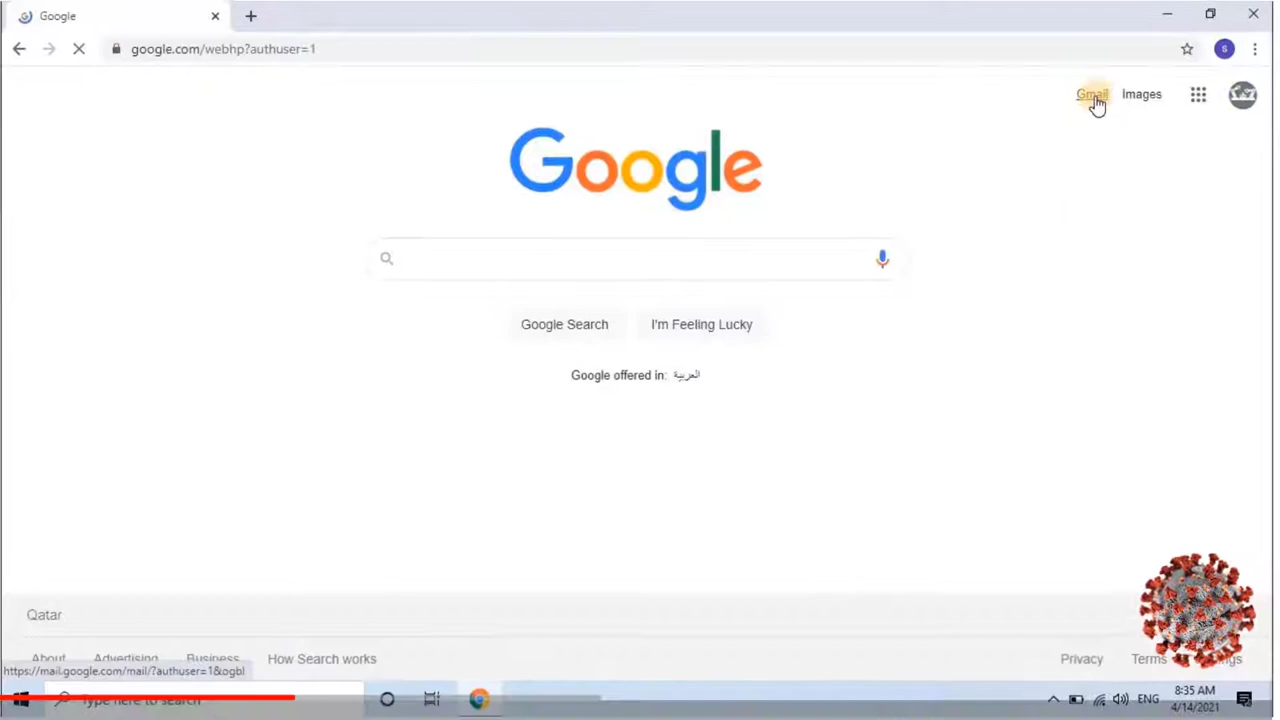 Google
google.com/webhp?authuser=1
S
Gmail Images
Google
Google Search I'm Feeling Lucky
Google offered in: العربية
Qatar
About Advertising Business How Search works Privacy Terms
https://mail.google.com/mail/?authuser=1&ogbl
Type here to search
ENG
8:35 AM
4/14/2021